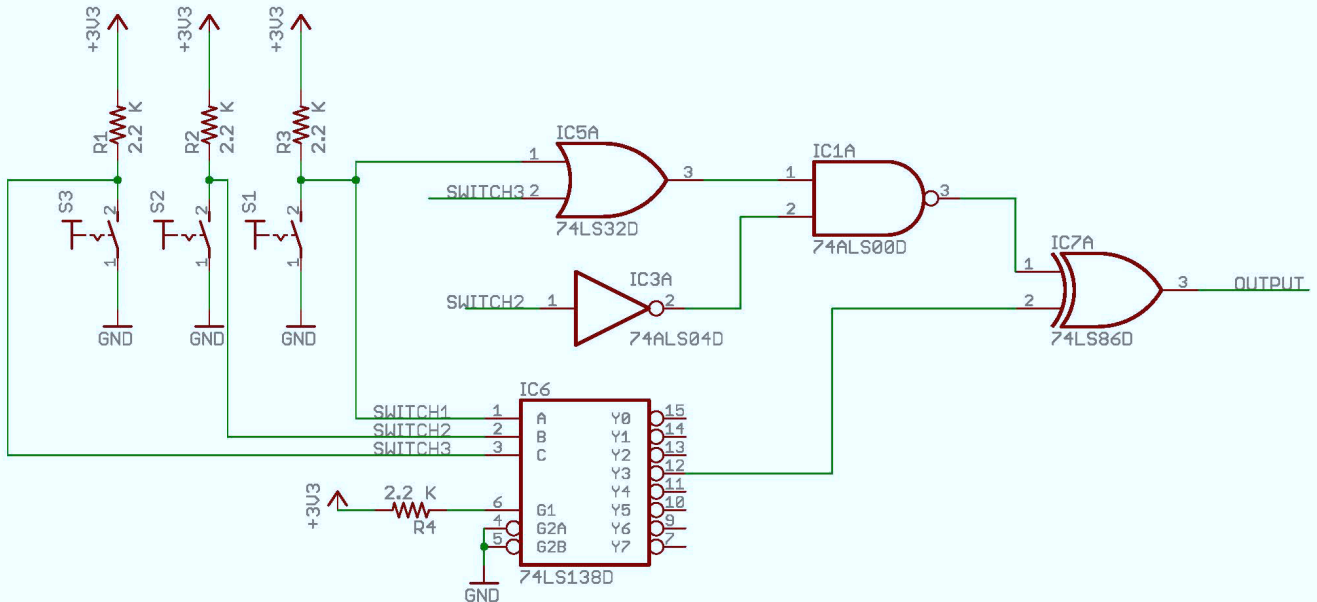 +3V3
+3V3
+3V3
R1
2.2 K
R2
2.2 K
R3
2.2 K
S3
2
1
S2
2
1
S1
2
1
GND
GND
GND
IC5A
1
SWITCH3 2
3
74LS32D
IC1A
1
2
3
74ALS00D
IC3A
SWITCH2 1
2
74ALS04D
IC7A
1
2
3
OUTPUT
74LS86D
IC6
SWITCH1 1 A Y0 15
SWITCH2 2 B Y1 14
SWITCH3 3 C Y2 13
Y3 12
Y4 11
+3V3 2.2 K R4 6 G1 Y5 10
4 G2A Y6 9
5 G2B Y7 7
GND
74LS138D